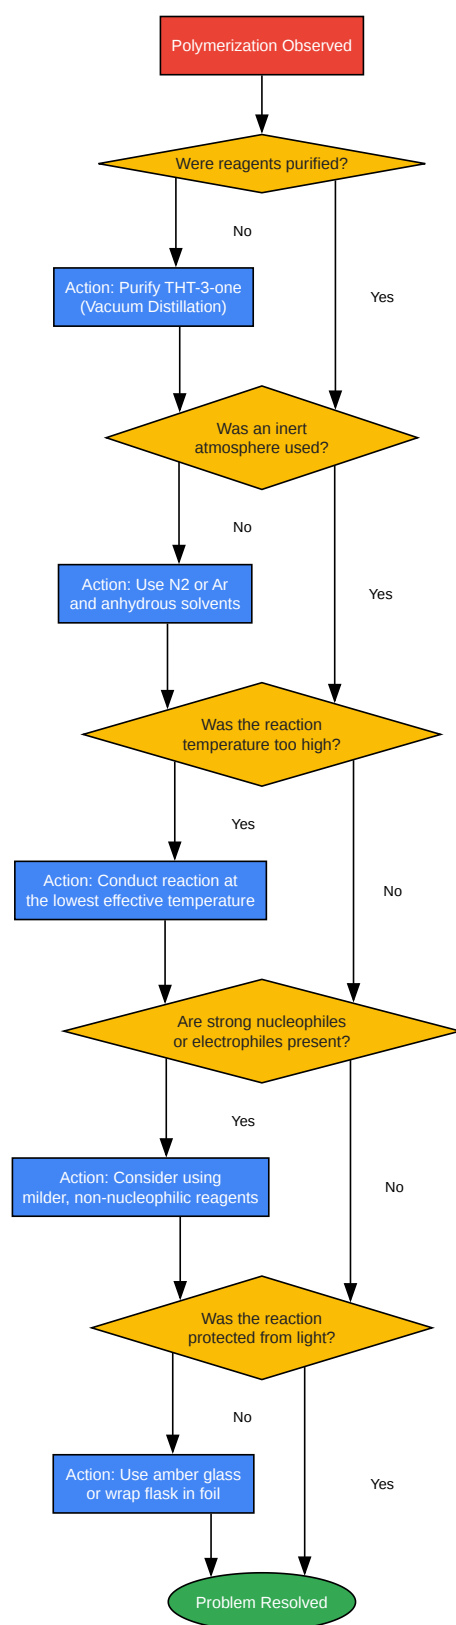 Polymerization Observed
Were reagents purified?
No
Action: Purify THT-3-one
(Vacuum Distillation)
Yes
Was an inert
atmosphere used?
No
Action: Use N2 or Ar
and anhydrous solvents
Yes
Was the reaction
temperature too high?
Yes
Action: Conduct reaction at
the lowest effective temperature
No
Are strong nucleophiles
or electrophiles present?
Yes
Action: Consider using
milder, non-nucleophilic reagents
No
Was the reaction
protected from light?
No
Action: Use amber glass
or wrap flask in foil
Yes
Problem Resolved